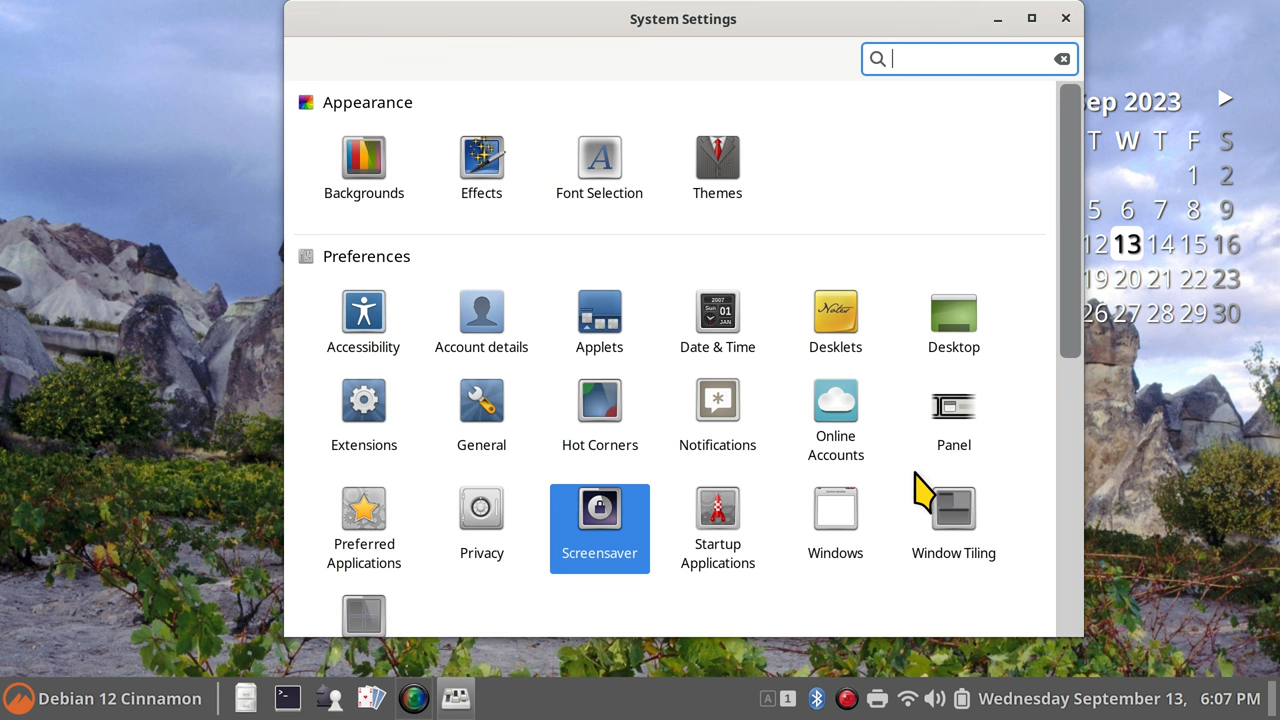 System Settings
Appearance
Backgrounds
Effects
Font Selection
Themes
Preferences
Accessibility
Account details
Applets
Date & Time
Desklets
Desktop
Extensions
General
Hot Corners
Notifications
Online
Accounts
Panel
Preferred
Applications
Privacy
Screensaver
Startup
Applications
Windows
Window Tiling
Sep 2023
T W T F S
1 2
5 6 7 8 9
12 13 14 15 16
19 20 21 22 23
26 27 28 29 30
Debian 12 Cinnamon
A 1
Wednesday September 13, 6:07 PM